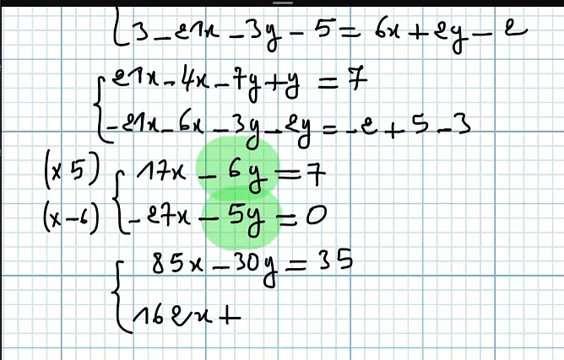 3 - 21x - 3y - 5 = 6x + 2y - 2
21x - 4x - 7y + y = 7
-21x - 6x - 3y - 2y = -2 + 5 - 3
(x 5) 17x - 6y = 7
(x - 6) -27x - 5y = 0
85x - 30y = 35
162x +